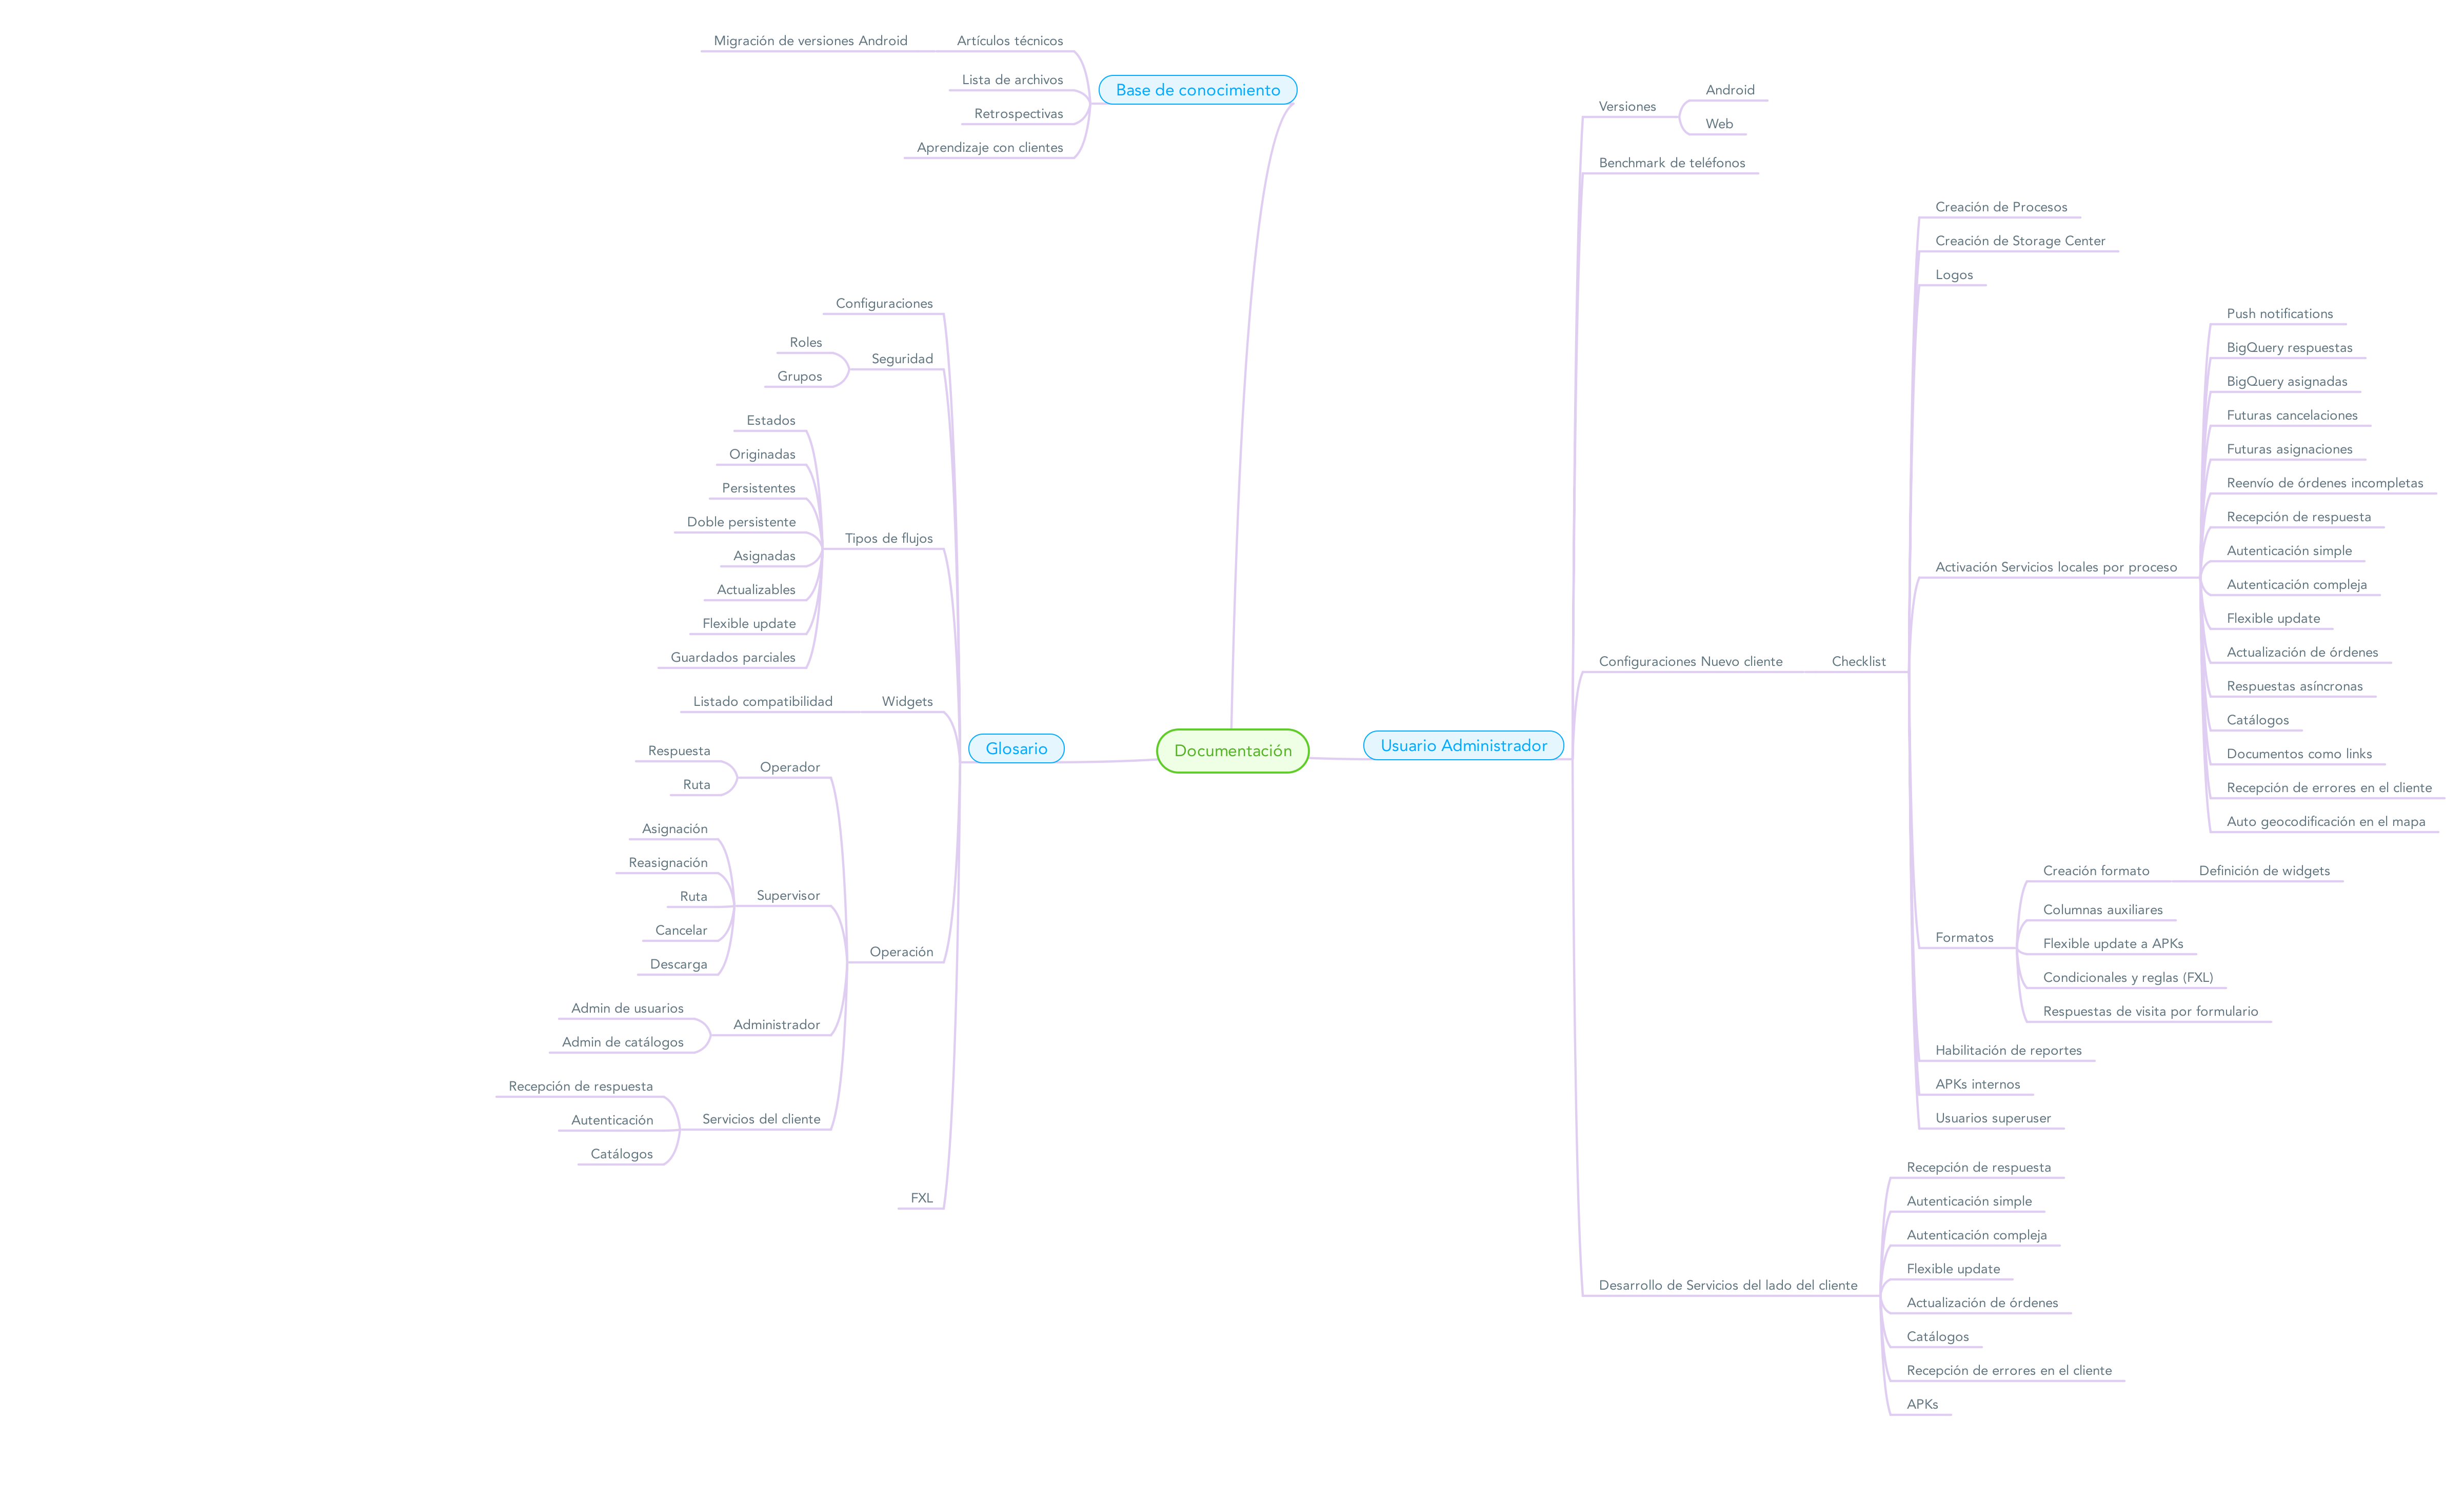 Documentación
Base de conocimiento
Artículos técnicos
Migración de versiones Android
Lista de archivos
Retrospectivas
Aprendizaje con clientes
Glosario
Configuraciones
Seguridad
Roles
Grupos
Tipos de flujos
Estados
Originadas
Persistentes
Doble persistente
Asignadas
Actualizables
Flexible update
Guardados parciales
Widgets
Listado compatibilidad
Operación
Operador
Respuesta
Ruta
Supervisor
Asignación
Reasignación
Ruta
Cancelar
Descarga
Administrador
Admin de usuarios
Admin de catálogos
Servicios del cliente
Recepción de respuesta
Autenticación
Catálogos
FXL
Usuario Administrador
Versiones
Android
Web
Benchmark de teléfonos
Configuraciones Nuevo cliente
Checklist
Creación de Procesos
Creación de Storage Center
Logos
Activación Servicios locales por proceso
Push notifications
BigQuery respuestas
BigQuery asignadas
Futuras cancelaciones
Futuras asignaciones
Reenvío de órdenes incompletas
Recepción de respuesta
Autenticación simple
Autenticación compleja
Flexible update
Actualización de órdenes
Respuestas asíncronas
Catálogos
Documentos como links
Recepción de errores en el cliente
Auto geocodificación en el mapa
Formatos
Creación formato
Definición de widgets
Columnas auxiliares
Flexible update a APKs
Condicionales y reglas (FXL)
Respuestas de visita por formulario
Habilitación de reportes
APKs internos
Usuarios superuser
Desarrollo de Servicios del lado del cliente
Recepción de respuesta
Autenticación simple
Autenticación compleja
Flexible update
Actualización de órdenes
Catálogos
Recepción de errores en el cliente
APKs